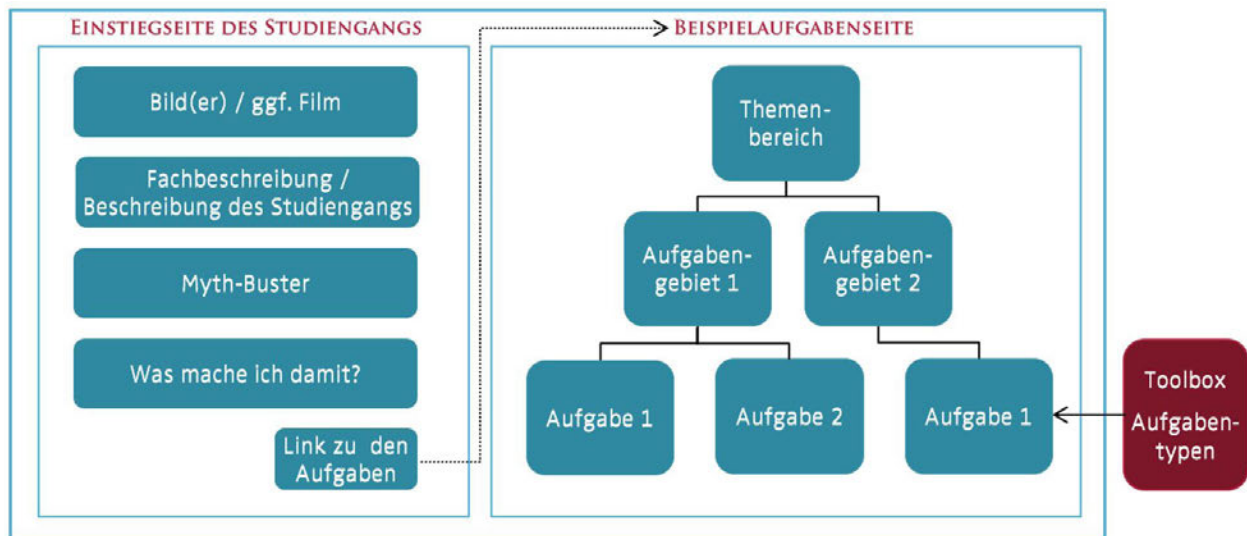 EINSTIEGSEITE DES STUDIENGANGS
Bild(er) / ggf. Film
Fachbeschreibung /
Beschreibung des Studiengangs
Myth-Buster
Was mache ich damit?
Link zu den
Aufgaben
BEISPIELAUFGABENSEITE
Themen-
bereich
Aufgaben-
gebiet 1
Aufgaben-
gebiet 2
Aufgabe 1
Aufgabe 2
Aufgabe 1
Toolbox
Aufgaben-
typen